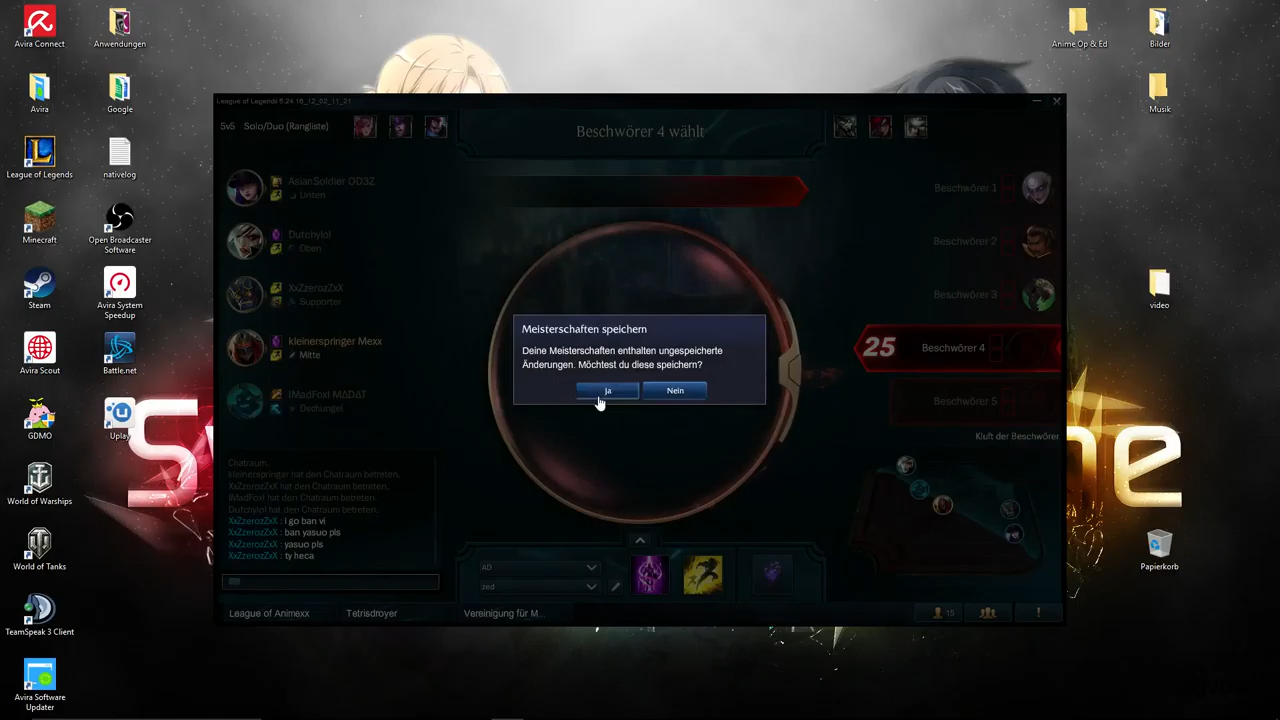 Avira Connect
Anwendungen
Anime Op & Ed
Bilder
Avira
Google
Musik
League of Legends
nativelog
Minecraft
Open Broadcaster
Software
Steam
Avira System
Speedup
video
Avira Scout
Battle.net
GDMO
Uplay
World of Warships
World of Tanks
Papierkorb
TeamSpeak 3 Client
Avira Software
Updater
League of Legends 5.24.16_12_02_11_21
5v5 Solo/Duo (Rangliste)
Beschwörer 4 wählt
AsianSoldier OD3Z
Unten
Dutchylol
Oben
XxZzerozZxX
Supporter
kleinerspringer Mexx
Mitte
IMadFoxI MADAT
Dschungel
Beschwörer 1
Beschwörer 2
Beschwörer 3
25 Beschwörer 4
Beschwörer 5
Kluft der Beschwörer
Meisterschaften speichern
Deine Meisterschaften enthalten ungespeicherte
Änderungen. Möchtest du diese speichern?
Ja Nein
Chatraum.
kleinerspringer hat den Chatraum betreten.
XxZzerozZxX hat den Chatraum betreten.
IMadFoxI hat den Chatraum betreten.
Dutchylol hat den Chatraum betreten.
XxZzerozZxX : I go ban vi
XxZzerozZxX : ban yasuo pls
XxZzerozZxX : yasuo pls
XxZzerozZxX : ty heca
AD
zed
League of Animexx
Tetrisdroyer
Vereinigung für M...
15